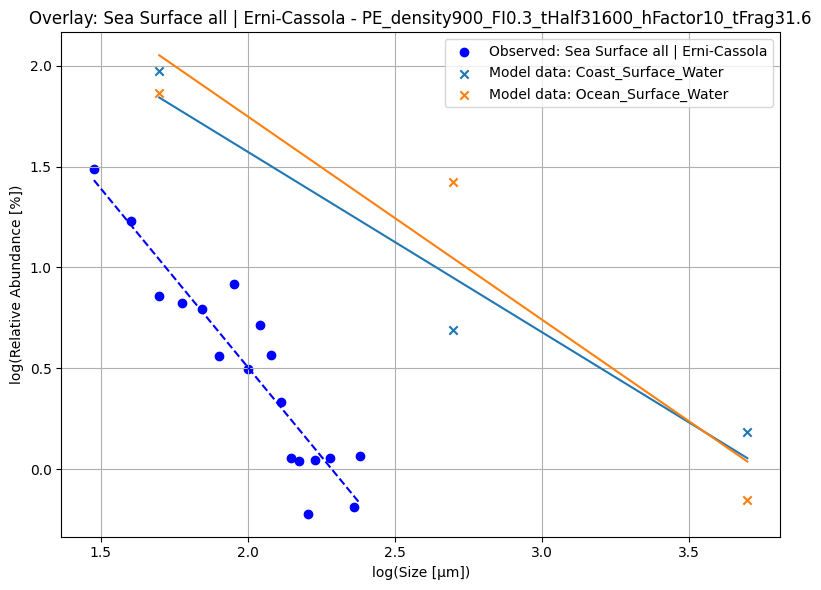 Overlay: Sea Surface all | Erni-Cassola - PE_density900_FI0.3_tHalf31600_hFactor10_tFrag31.6
Observed: Sea Surface all | Erni-Cassola
Model data: Coast_Surface_Water
Model data: Ocean_Surface_Water
log(Relative Abundance [%])
2.0
1.5
1.0
0.5
0.0
1.5
2.0
2.5
3.0
3.5
log(Size [µm])